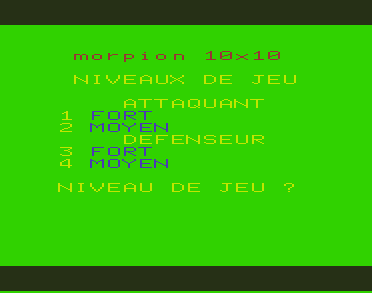 morpion 10x10
NIVEAUX DE JEU
ATTAQUANT
1 FORT
2 MOYEN
DEFENSEUR
3 FORT
4 MOYEN
NIVEAU DE JEU ?